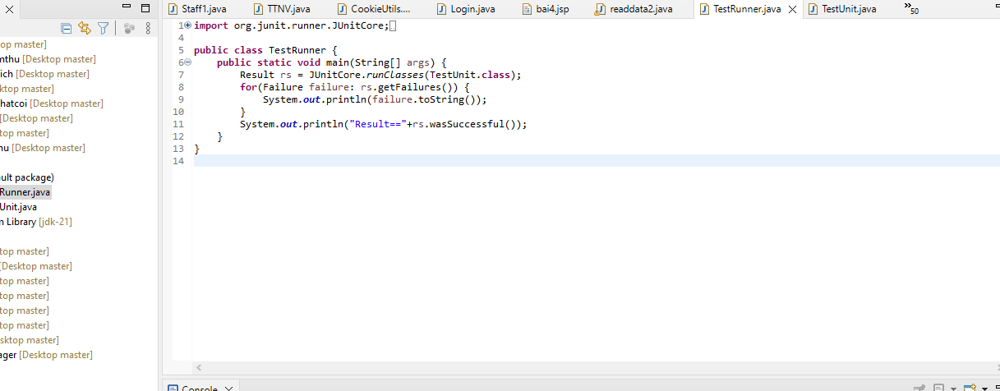 Staff1.java TTNV.java CookieUtils.... Login.java bai4.jsp readdata2.java TestRunner.java TestUnit.java »50
top master]
mthu [Desktop master]
ich [Desktop master]
ktop master]
hatcoi [Desktop master]
[Desktop master]
top master]
nu [Desktop master]
ult package)
Runner.java
Unit.java
m Library [jdk-21]
top master]
[Desktop master]
top master]
top master]
top master]
top master]
sktop master]
ager [Desktop master]
1 import org.junit.runner.JUnitCore;
4
5 public class TestRunner {
6 public static void main(String[] args) {
7 Result rs = JUnitCore.runClasses(TestUnit.class);
8 for(Failure failure: rs.getFailures()) {
9 System.out.println(failure.toString());
10 }
11 System.out.println("Result=="+rs.wasSuccessful());
12 }
13 }
14
Console